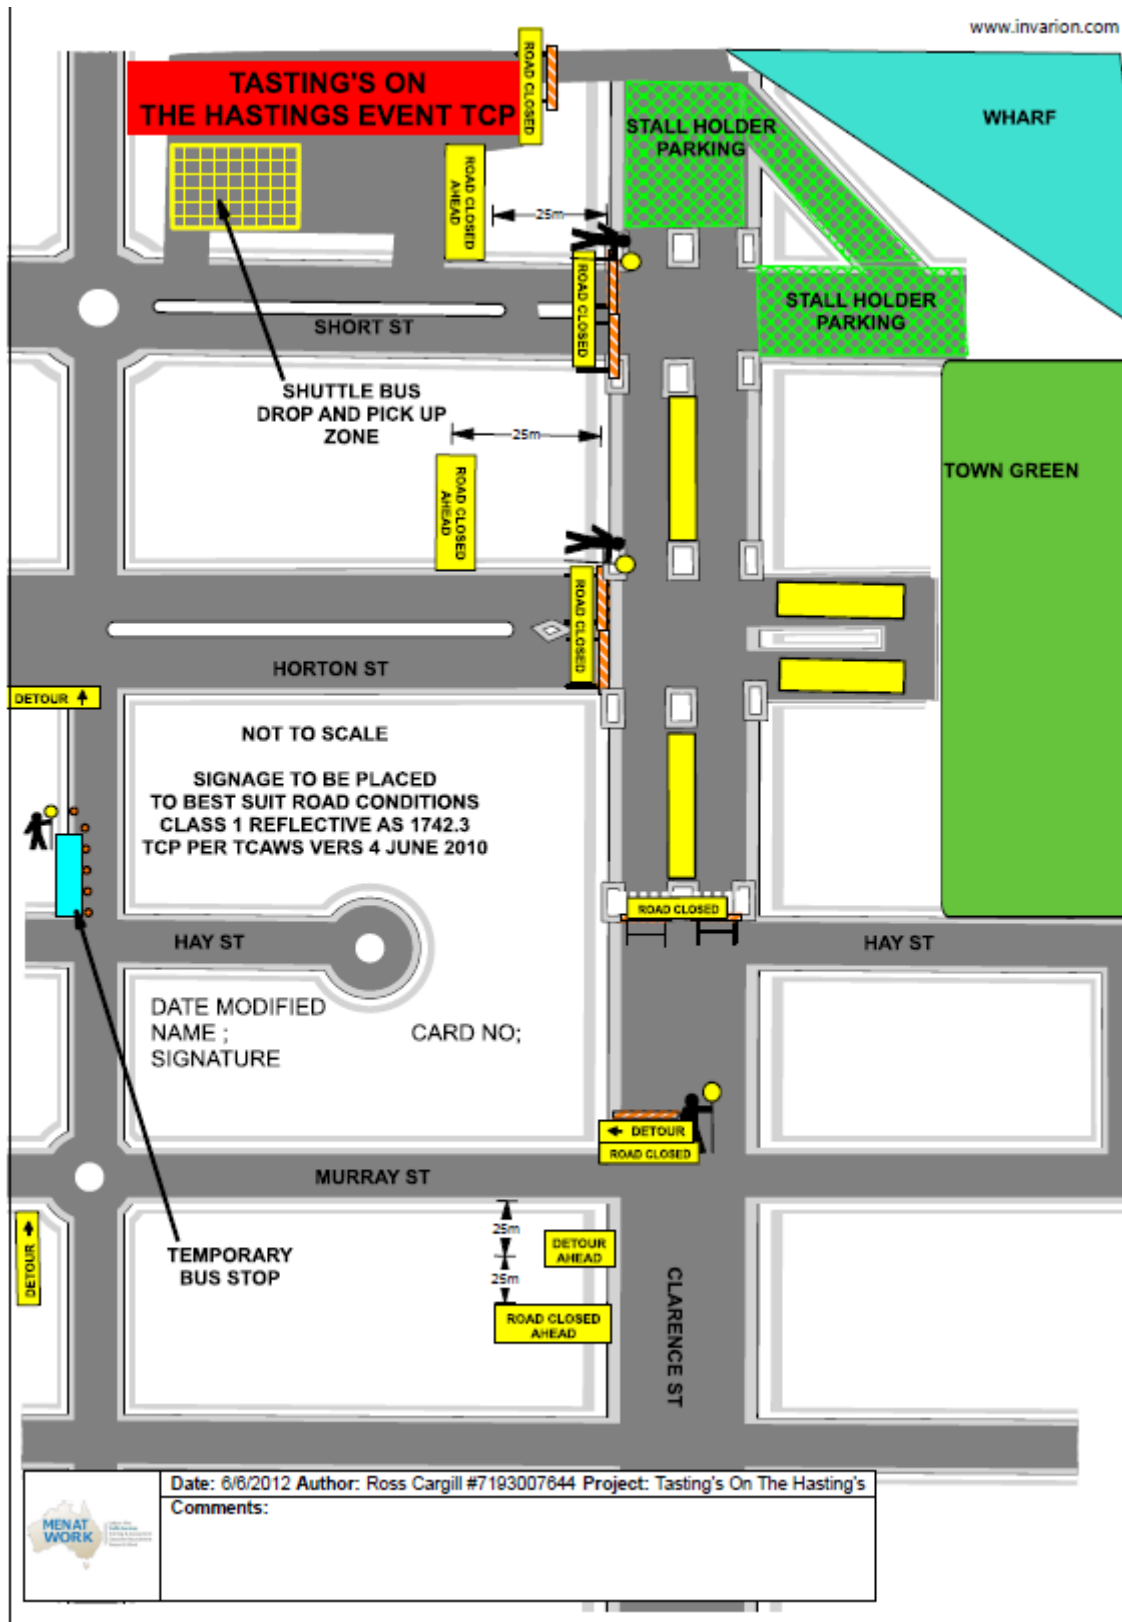 www.invarion.com
TASTING'S ON
THE HASTINGS EVENT TCP
ROAD CLOSED
WHARF
STALL HOLDER
PARKING
ROAD CLOSED
AHEAD
25m
ROAD CLOSED
STALL HOLDER
PARKING
SHORT ST
SHUTTLE BUS
DROP AND PICK UP
ZONE
25m
ROAD CLOSED
AHEAD
TOWN GREEN
ROAD CLOSED
HORTON ST
DETOUR
NOT TO SCALE
SIGNAGE TO BE PLACED
TO BEST SUIT ROAD CONDITIONS
CLASS 1 REFLECTIVE AS 1742.3
TCP PER TCAWS VERS 4 JUNE 2010
ROAD CLOSED
HAY ST
HAY ST
DATE MODIFIED
NAME ; CARD NO;
SIGNATURE
DETOUR
ROAD CLOSED
MURRAY ST
25m
DETOUR
DETOUR
AHEAD
TEMPORARY
BUS STOP
25m
ROAD CLOSED
AHEAD
CLARENCE ST
Date: 6/6/2012 Author: Ross Cargill #7193007644 Project: Tasting's On The Hasting's
Comments:
MEN AT
WORK